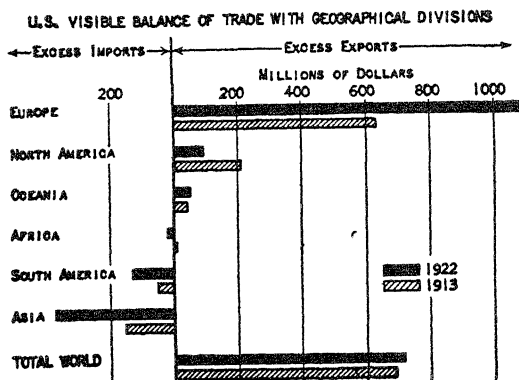 U.S. VISIBLE BALANCE OF TRADE WITH GEOGRAPHICAL DIVISIONS
EXCESS IMPORTS EXCESS EXPORTS
MILLIONS OF DOLLARS
200 200 400 600 800 1000
EUROPE
NORTH AMERICA
OCEANIA
AFRICA
SOUTH AMERICA
1922
1913
ASIA
TOTAL WORLD